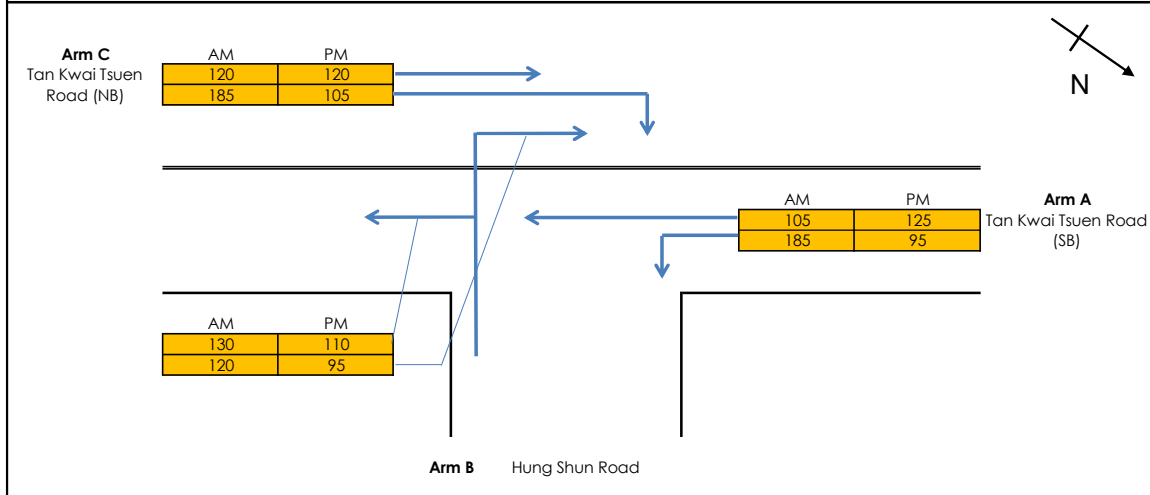 Arm C AM PM
Tan Kwai Tsuen 120 120
Road (NB) 185 105
N
AM PM Arm A
105 125 Tan Kwai Tsuen Road
185 95 (SB)
AM PM
130 110
120 95
Arm B Hung Shun Road